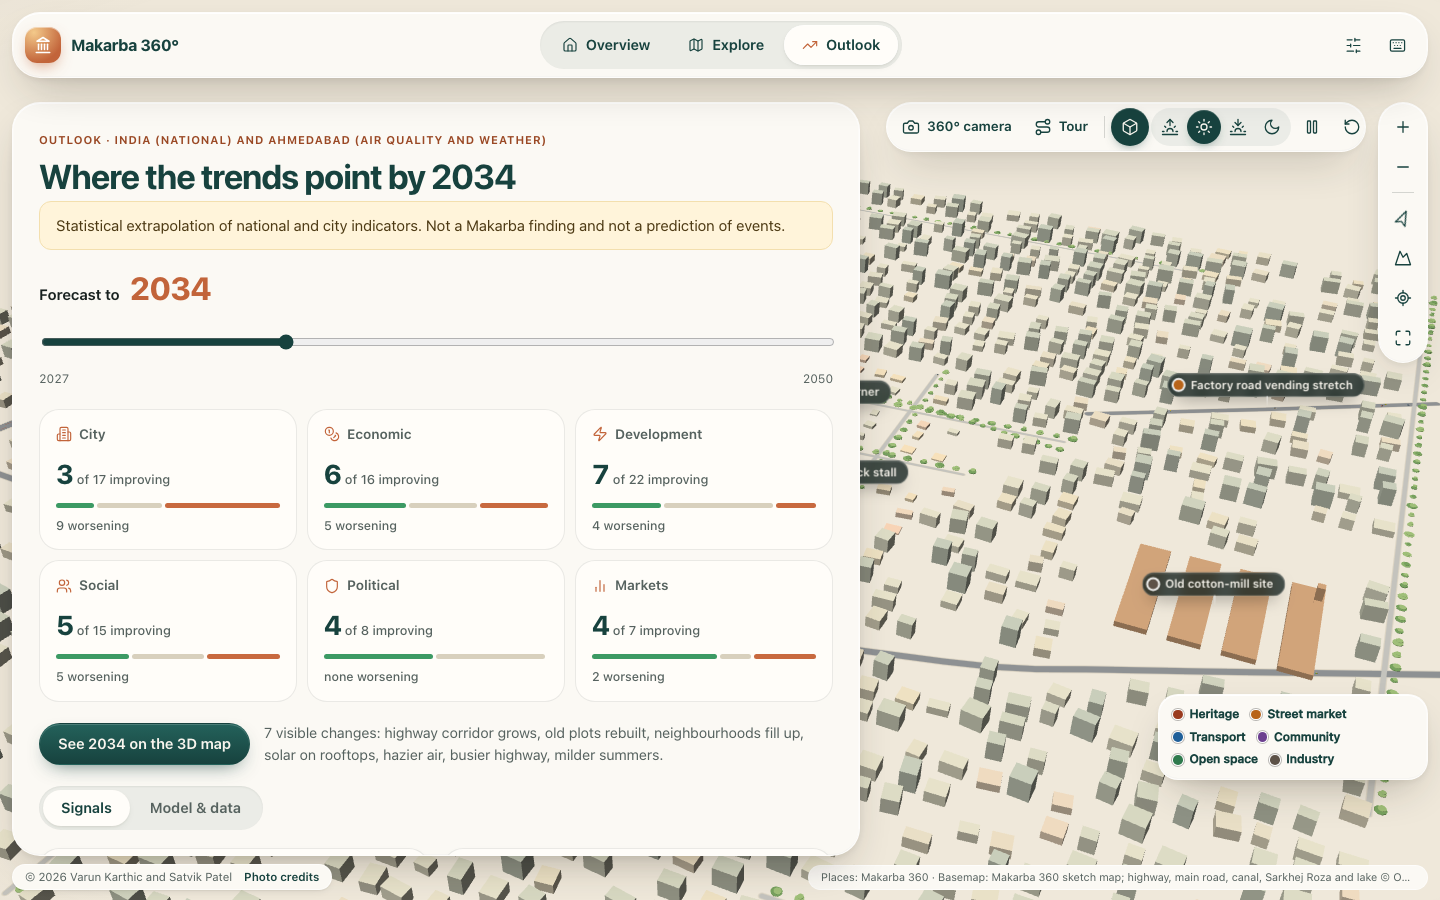 Makarba 360°
Overview
Explore
Outlook
OUTLOOK · INDIA (NATIONAL) AND AHMEDABAD (AIR QUALITY AND WEATHER)
Where the trends point by 2034
Statistical extrapolation of national and city indicators. Not a Makarba finding and not a prediction of events.
Forecast to 2034
2027
2050
City
3 of 17 improving
9 worsening
Economic
6 of 16 improving
5 worsening
Development
7 of 22 improving
4 worsening
Social
5 of 15 improving
5 worsening
Political
4 of 8 improving
none worsening
Markets
4 of 7 improving
2 worsening
See 2034 on the 3D map
7 visible changes: highway corridor grows, old plots rebuilt, neighbourhoods fill up,
solar on rooftops, hazier air, busier highway, milder summers.
Signals
Model & data
360° camera
Tour
ner
Factory road vending stretch
ck stall
Old cotton-mill site
Heritage
Street market
Transport
Community
Open space
Industry
© 2026 Varun Karthic and Satvik Patel
Photo credits
Places: Makarba 360 · Basemap: Makarba 360 sketch map; highway, main road, canal, Sarkhej Roza and lake © O...